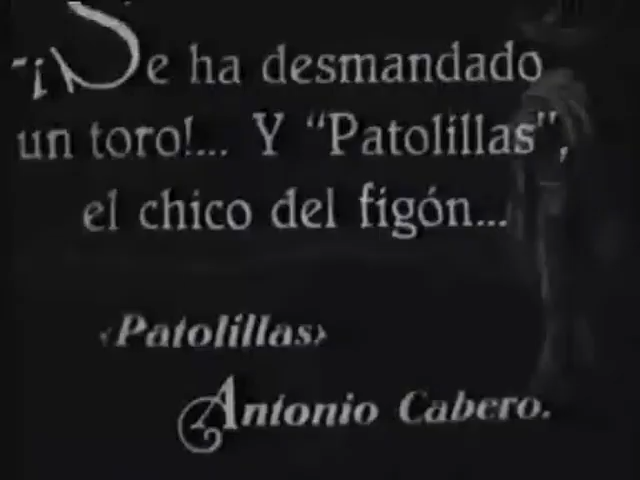 -¡Se ha desmandado
un toro!... Y "Patolillas",
el chico del figón...
‹Patolillas›
Antonio Cabero.